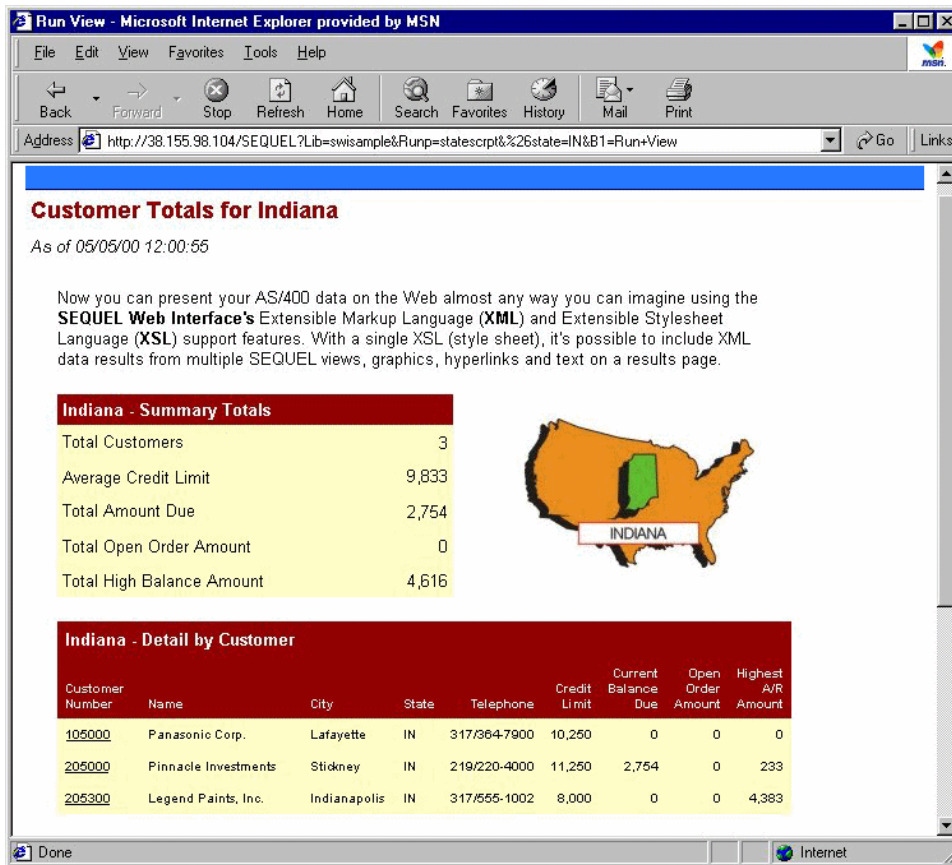 Run View - Microsoft Internet Explorer provided by MSN
File Edit View Favorites Tools Help
msn.
Back Forward Stop Refresh Home Search Favorites History Mail Print
Address http://38.155.98.104/SEQUEL?Lib=swisample&Runp=statescrpt&%26state=IN&B1=Run+View Go Links
Customer Totals for Indiana
As of 05/05/00 12:00:55
Now you can present your AS/400 data on the Web almost any way you can imagine using the
SEQUEL Web Interface's Extensible Markup Language (XML) and Extensible Stylesheet
Language (XSL) support features. With a single XSL (style sheet), it's possible to include XML
data results from multiple SEQUEL views, graphics, hyperlinks and text on a results page.
Indiana - Summary Totals
Total Customers 3
Average Credit Limit 9,833
Total Amount Due 2,754
Total Open Order Amount 0
Total High Balance Amount 4,616
INDIANA
Indiana - Detail by Customer
Customer Number Name City State Telephone Credit Limit Current Balance Due Open Order Amount Highest A/R Amount
105000 Panasonic Corp. Lafayette IN 317/364-7900 10,250 0 0 0
205000 Pinnacle Investments Stickney IN 219/220-4000 11,250 2,754 0 233
205300 Legend Paints, Inc. Indianapolis IN 317/555-1002 8,000 0 0 4,383
Done Internet